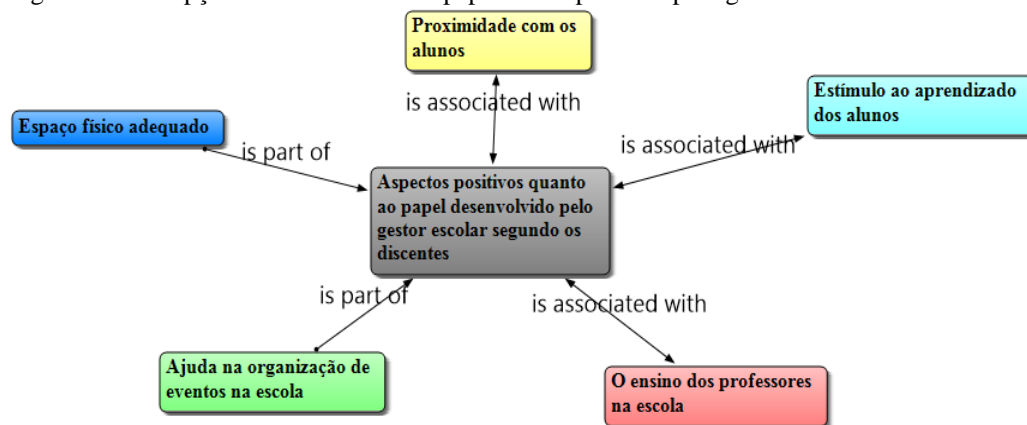 Proximidade com os
alunos
is associated with
Estímulo ao aprendizado
dos alunos
is associated with
Espaço físico adequado
is part of
Aspectos positivos quanto
ao papel desenvolvido pelo
gestor escolar segundo os
discentes
is part of
is associated with
Ajuda na organização de
eventos na escola
O ensino dos professores
na escola